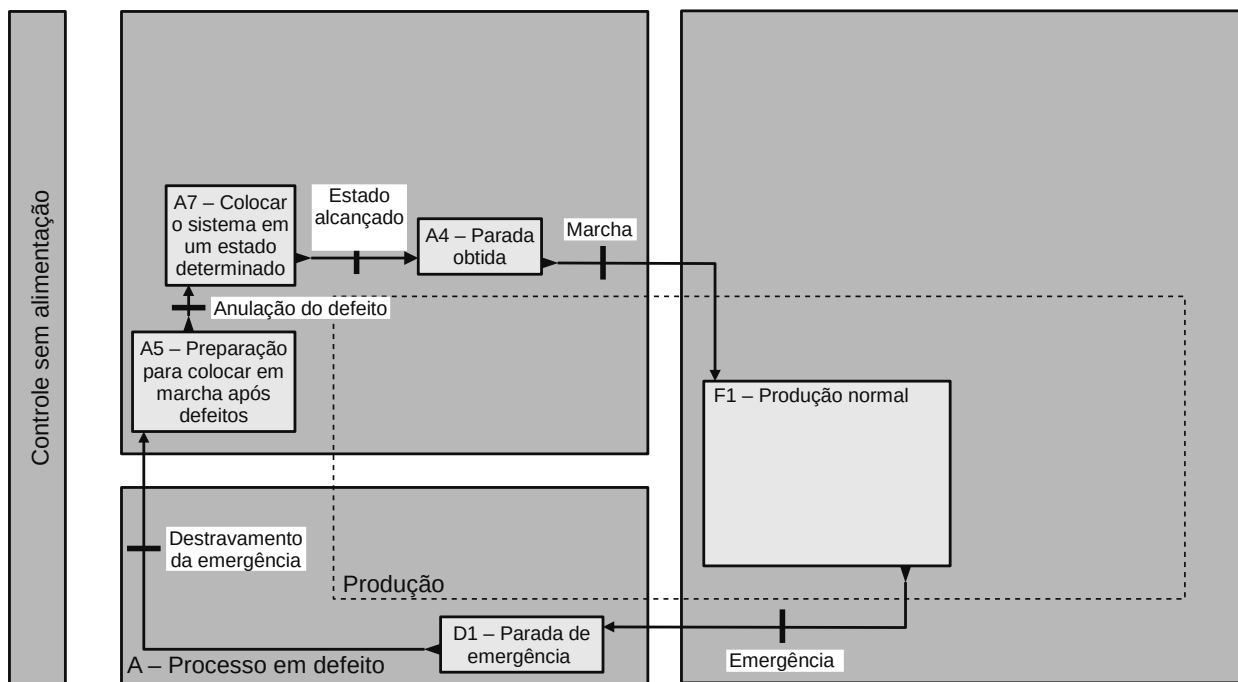 Controle sem alimentação
A7 – Colocar
o sistema em
um estado
determinado
Estado
alcançado
A4 – Parada
obtida
Marcha
Anulação do defeito
A5 – Preparação
para colocar em
marcha após
defeitos
F1 – Produção normal
Destravamento
da emergência
Produção
D1 – Parada de
emergência
A – Processo em defeito
Emergência